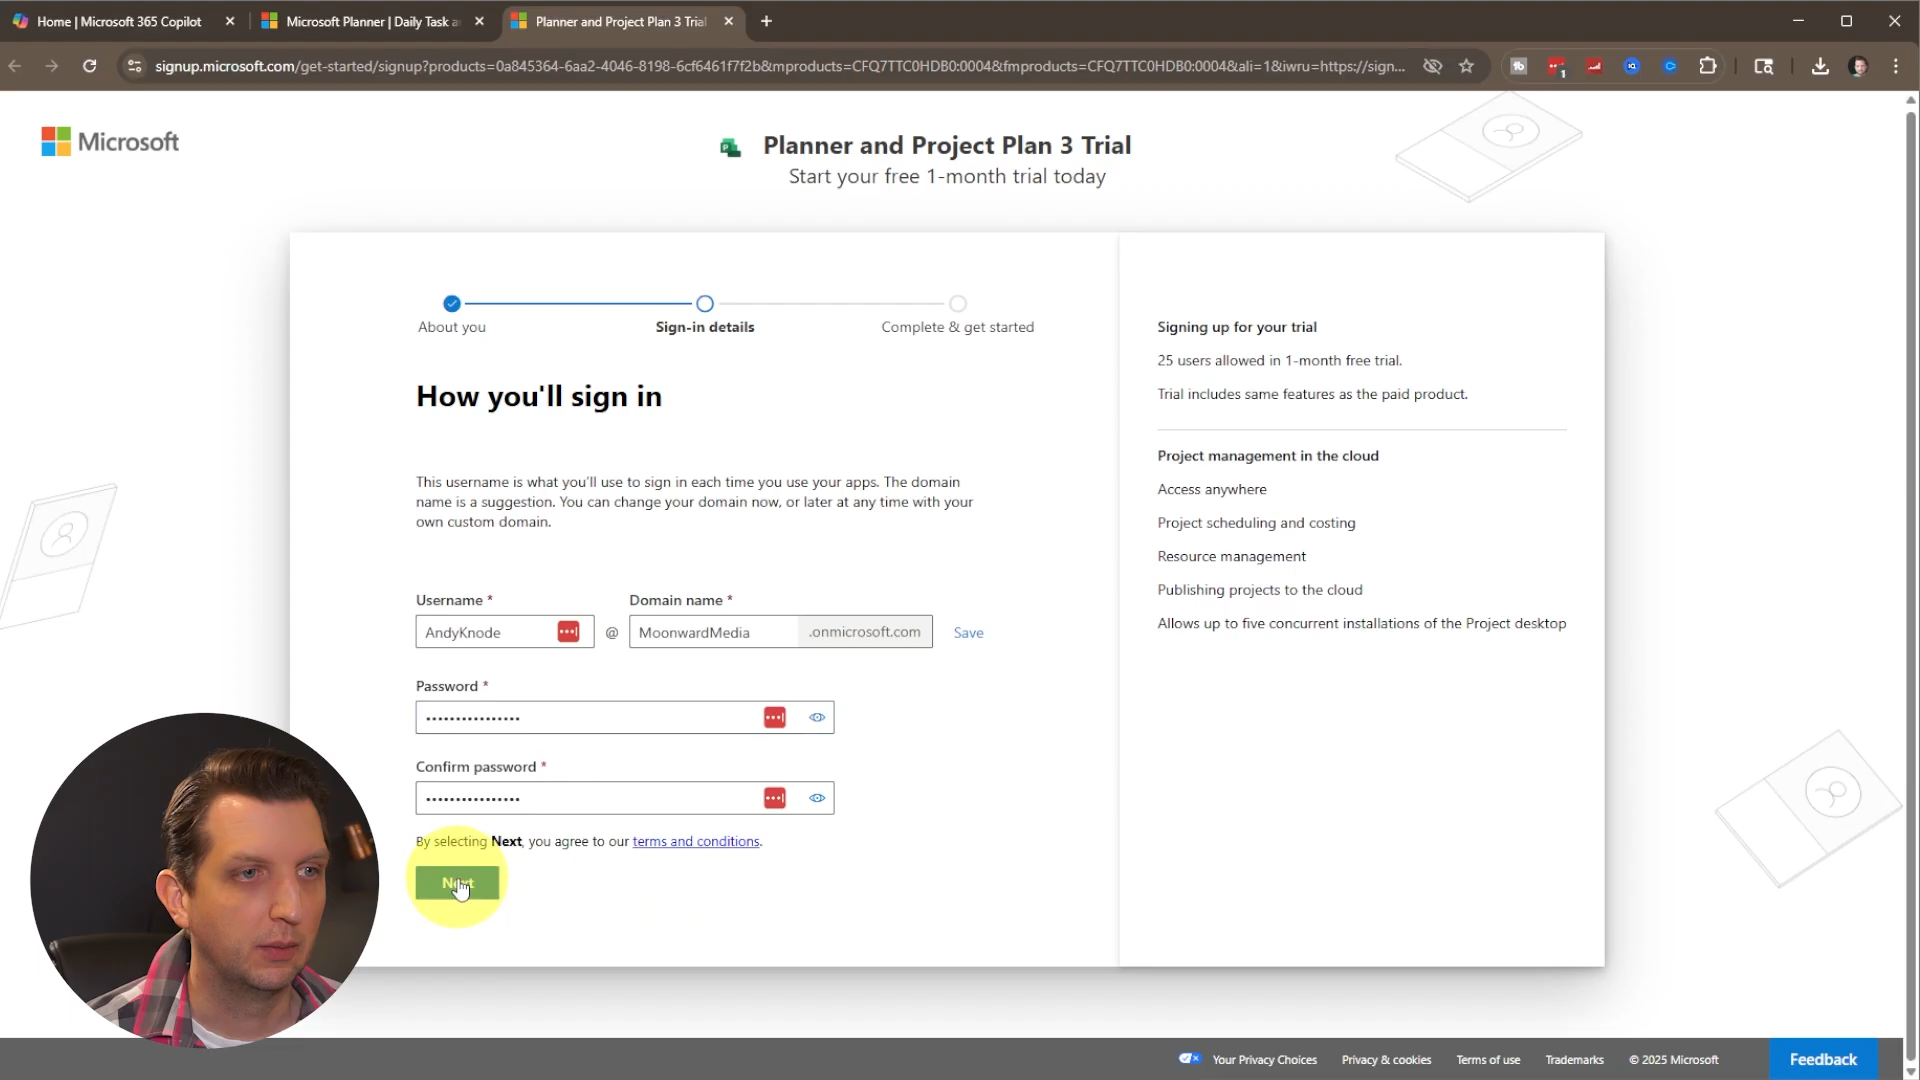 Home | Microsoft 365 Copilot
Microsoft Planner | Daily Task a
Planner and Project Plan 3 Trial
signup.microsoft.com/get-started/signup?products=0a845364-6aa2-4046-8198-6cf6461f7f2b&mproducts=CFQ7TTC0HDB0:0004&fmproducts=CFQ7TTC0HDB0:0004&ali=1&iwru=https://sign...
Microsoft
Planner and Project Plan 3 Trial
Start your free 1-month trial today
About you
Sign-in details
Complete & get started
How you'll sign in
This username is what you'll use to sign in each time you use your apps. The domain
name is a suggestion. You can change your domain now, or later at any time with your
own custom domain.
Username *
Domain name *
AndyKnode
@
MoonwardMedia
.onmicrosoft.com
Save
Password *
••••••••••••••••
Confirm password *
••••••••••••••••
By selecting Next, you agree to our terms and conditions.
Next
Signing up for your trial
25 users allowed in 1-month free trial.
Trial includes same features as the paid product.
Project management in the cloud
Access anywhere
Project scheduling and costing
Resource management
Publishing projects to the cloud
Allows up to five concurrent installations of the Project desktop
Your Privacy Choices
Privacy & cookies
Terms of use
Trademarks
© 2025 Microsoft
Feedback